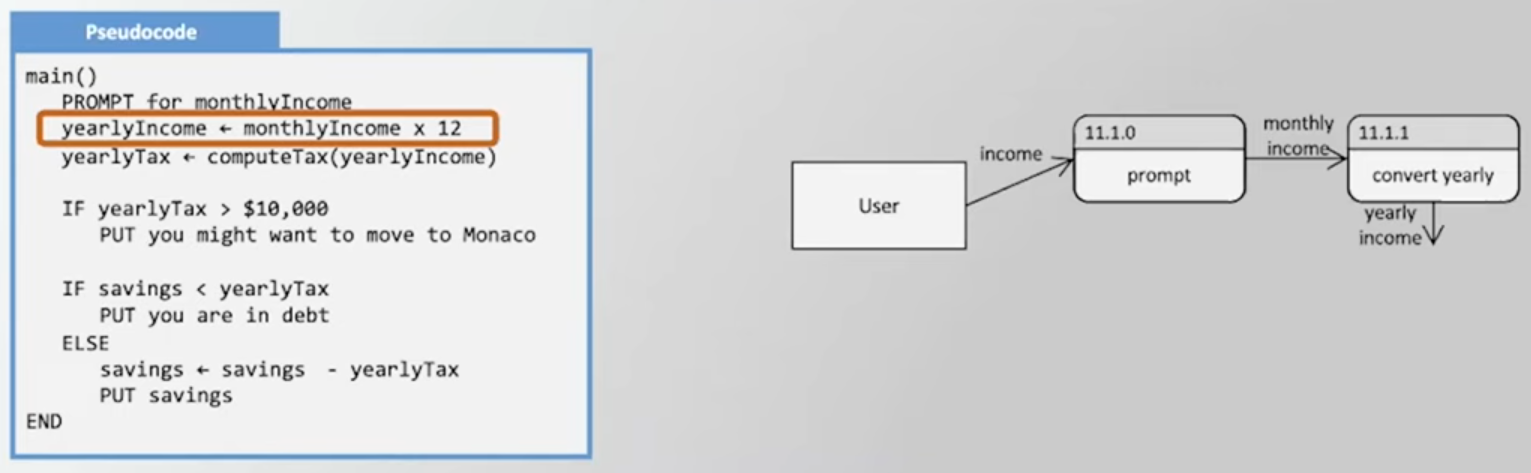 Pseudocode
main()
PROMPT for monthlyIncome
yearlyIncome ← monthlyIncome x 12
yearlyTax ← computeTax(yearlyIncome)
IF yearlyTax > $10,000
PUT you might want to move to Monaco
IF savings < yearlyTax
PUT you are in debt
ELSE
savings ← savings - yearlyTax
PUT savings
END
User
income
11.1.0
prompt
monthly
income
11.1.1
convert yearly
yearly
income